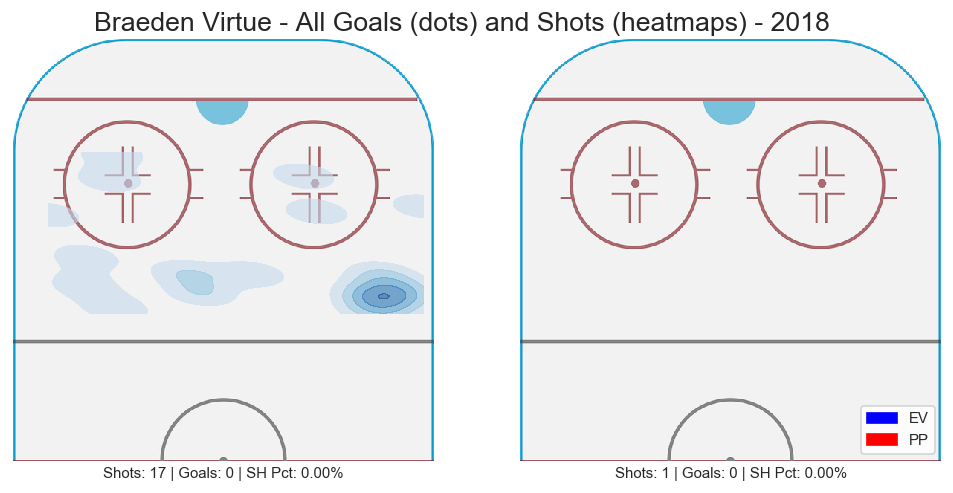 Braeden Virtue - All Goals (dots) and Shots (heatmaps) - 2018
EV
PP
Shots: 17 | Goals: 0 | SH Pct: 0.00%
Shots: 1 | Goals: 0 | SH Pct: 0.00%